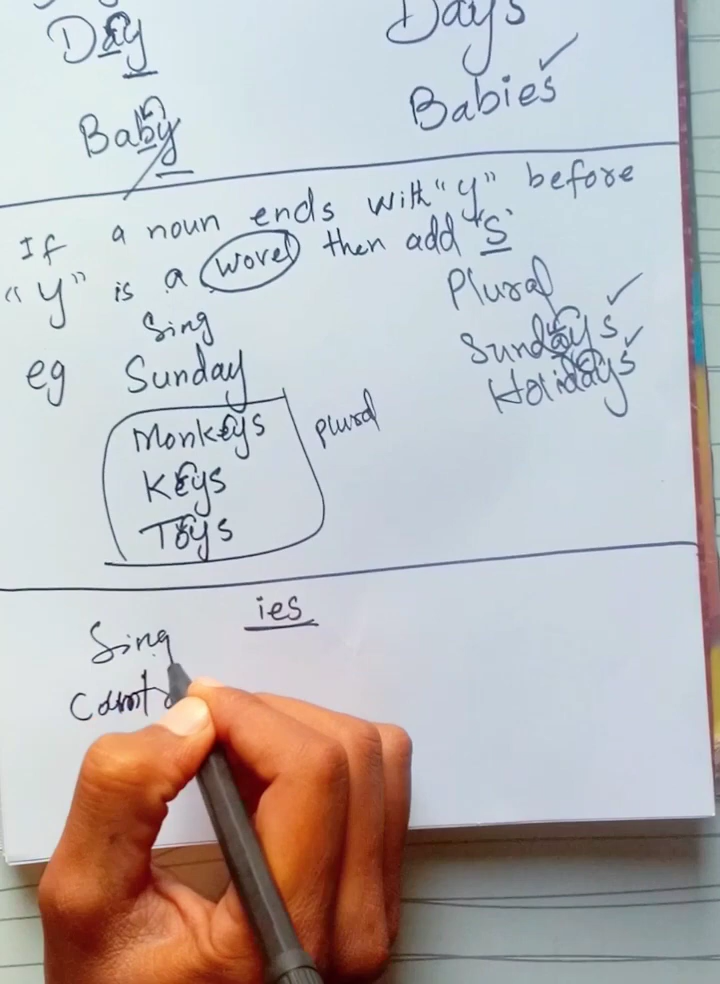 Day Days
Baby Babies
If a noun ends with "y" before
"y" is a wovel then add "S"
Sing Plural
eg Sunday Sundays
Holidays
Monkeys plural
Keys
Toys
ies
Sing